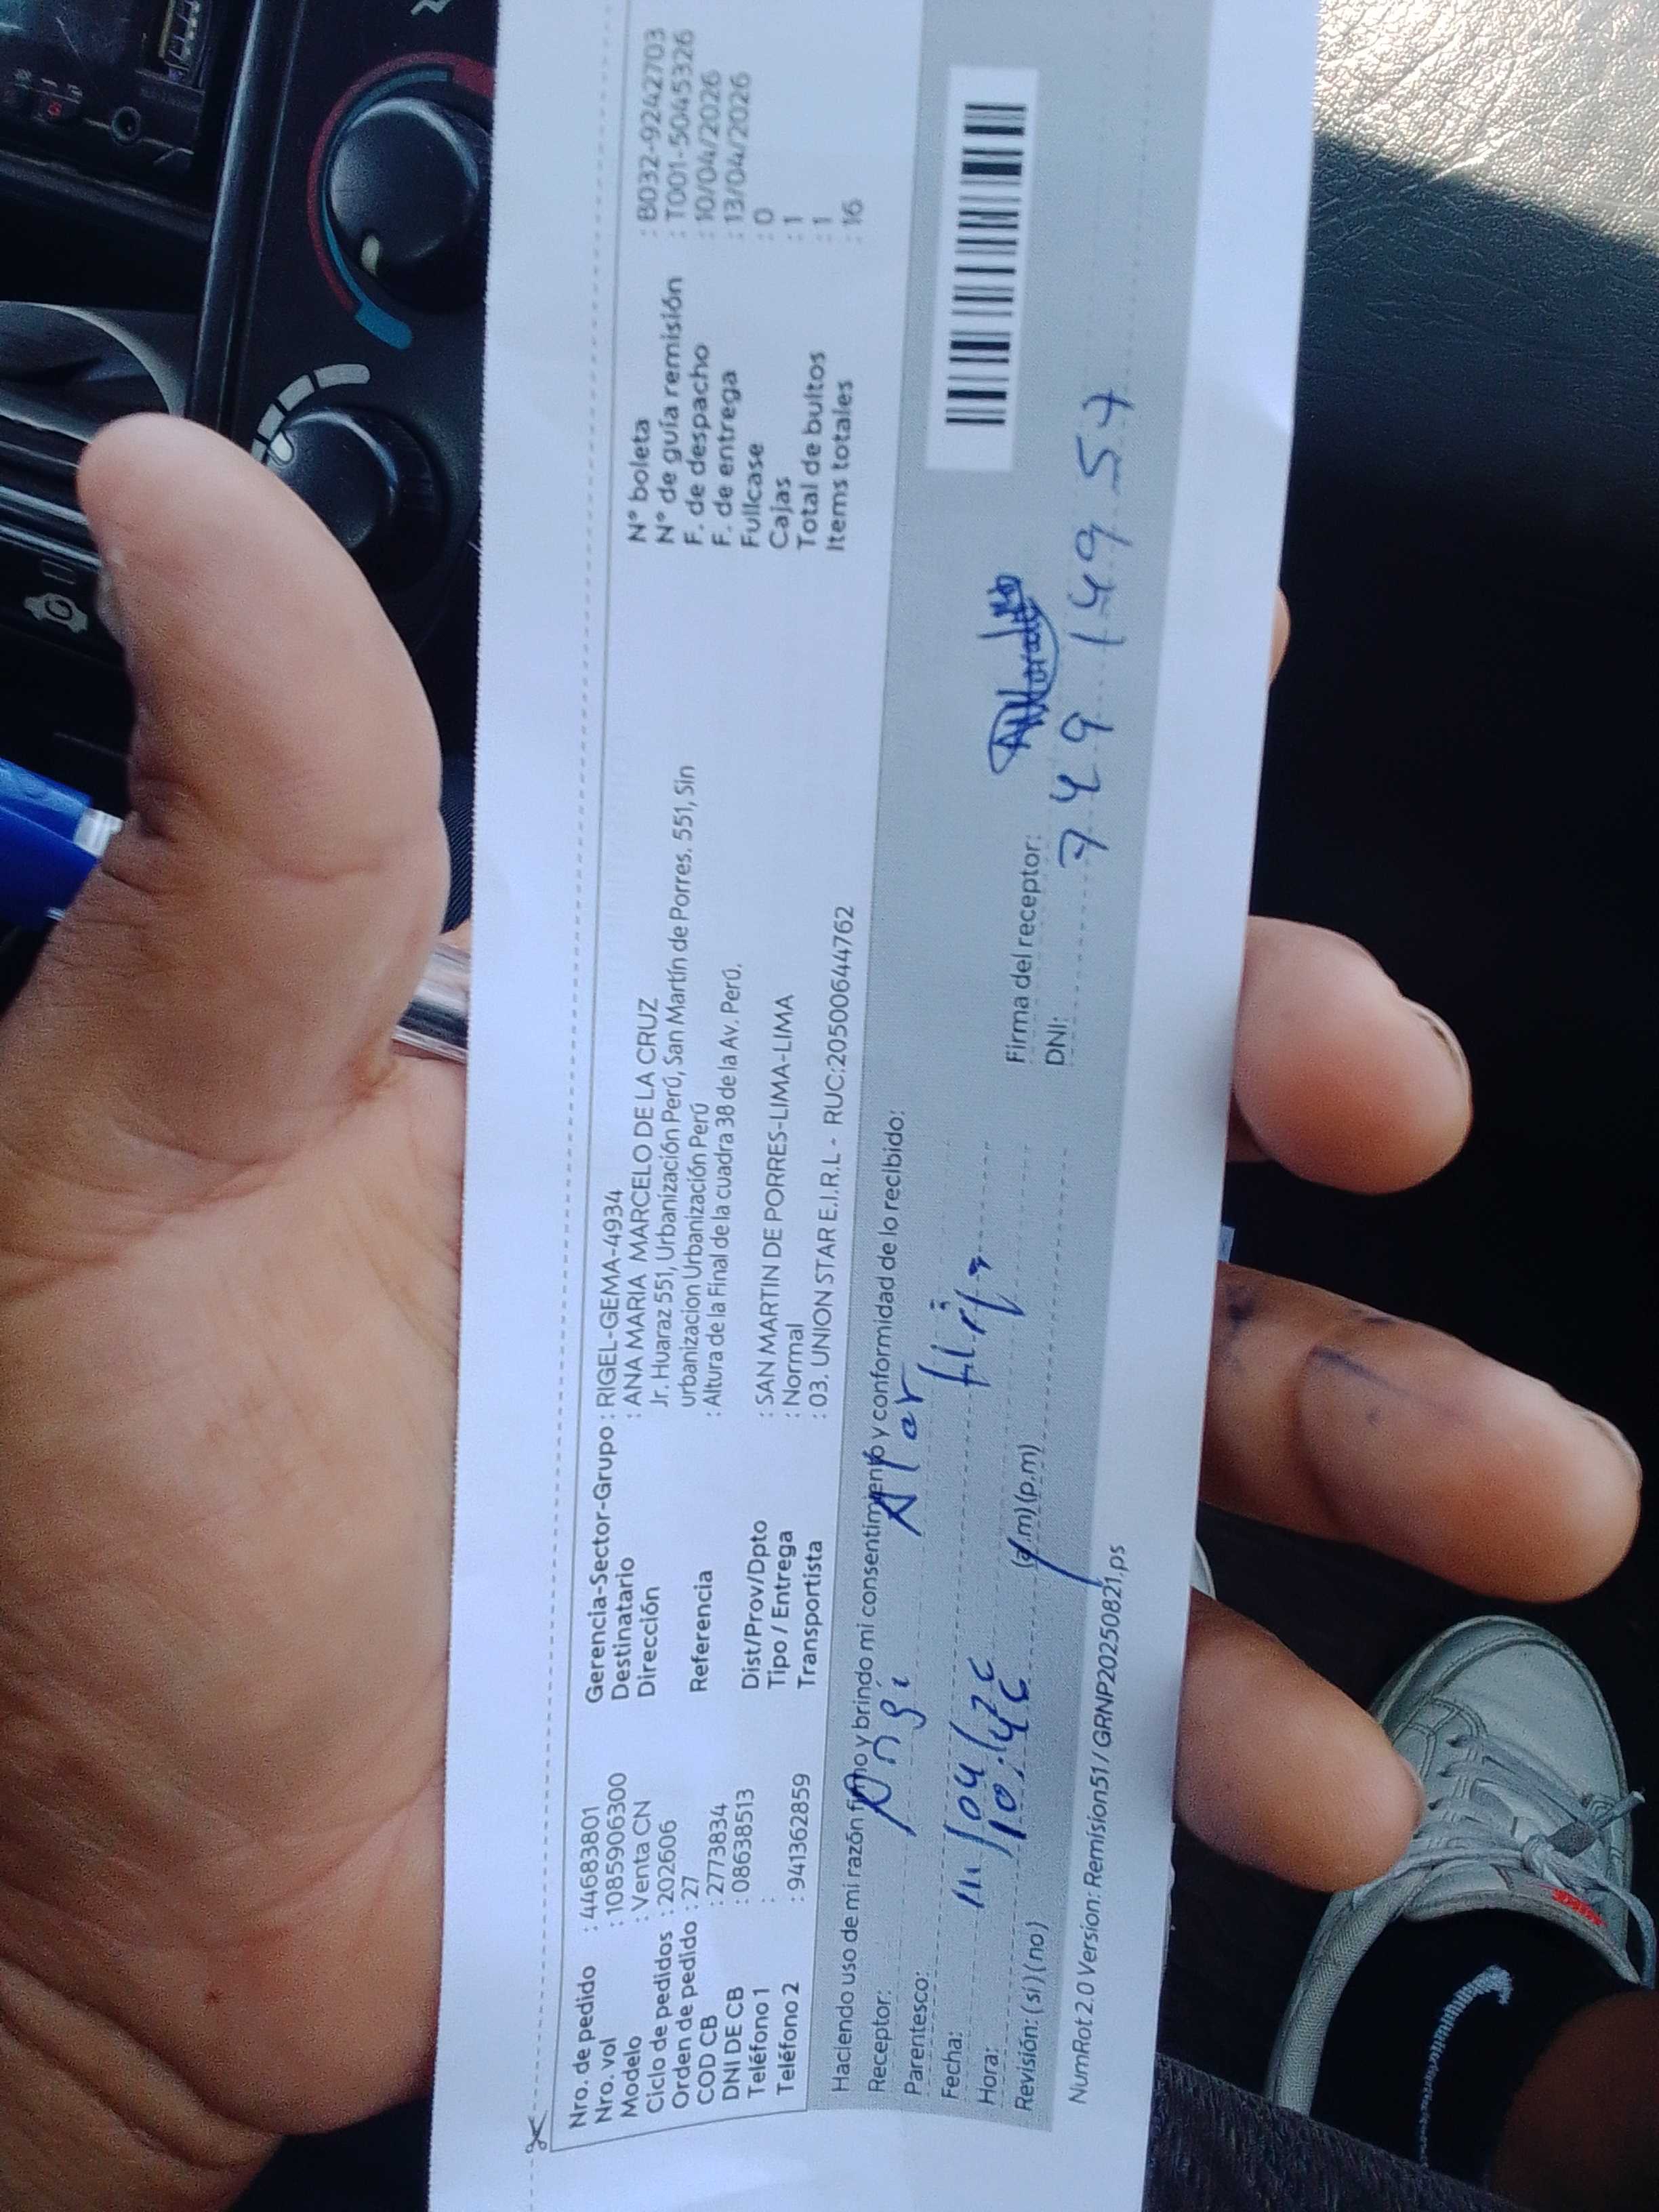 Nro. de pedido : 44683801
Nro. vol : 1085906300
Modelo : Venta CN
Ciclo de pedidos : 202606
Orden de pedido : 27
COD CB : 2773834
DNI DE CB : 08638513
Teléfono 1 :
Teléfono 2 : 941362859
Gerencia-Sector-Grupo : RIGEL-GEMA-4934
Destinatario : ANA MARIA MARCELO DE LA CRUZ
Dirección Jr. Huaraz 551, Urbanización Perú, San Martín de Porres. 551, Sin
Urbanizacion Urbanización Perú
Referencia : Altura de la Final de la cuadra 38 de la Av. Perú.
Dist/Prov/Dpto : SAN MARTIN DE PORRES-LIMA-LIMA
Tipo / Entrega : Normal
Transportista : 03. UNION STAR E.I.R.L - RUC:20500644762
N° boleta : B032-9242703
N° de guía remisión : T001-50453326
F. de despacho : 10/04/2026
F. de entrega : 13/04/2026
Fullcase : 0
Cajas : 1
Total de bultos : 1
Items totales : 16
Haciendo uso de mi razón firmo y brindo mi consentimiento y conformidad de lo recibido:
Receptor:
Parentesco:
Fecha:
Hora: (a.m) (p.m)
Revisión: (si) (no)
Firma del receptor:
DNI: 749 149 57
NumRot 2.0 Version: Remision51 / GRNP20250821.ps